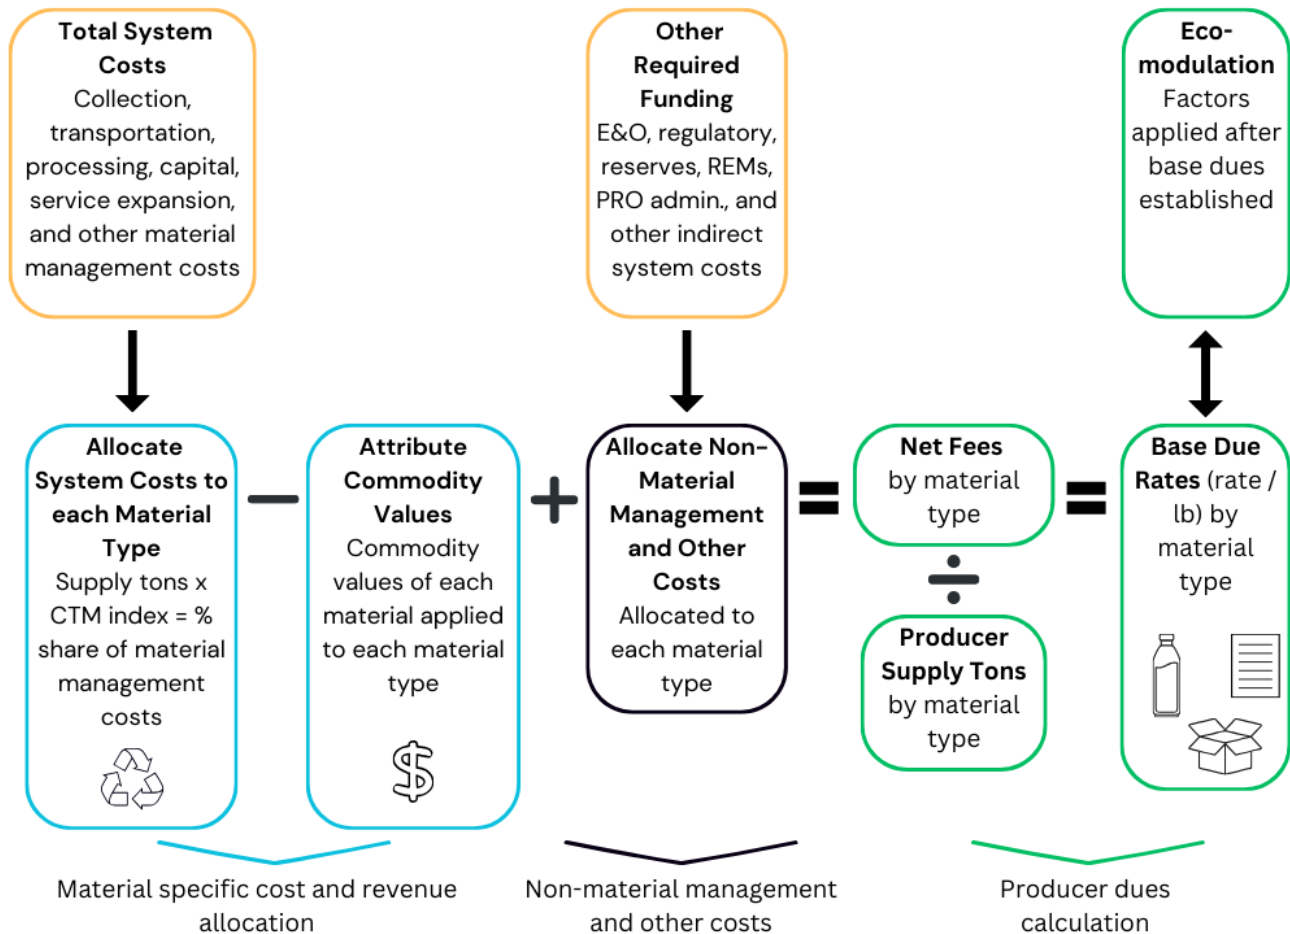 Total System
Costs
Collection,
transportation,
processing, capital,
service expansion,
and other material
management costs
Other
Required
Funding
E&O, regulatory,
reserves, REMs,
PRO admin., and
other indirect
system costs
Eco-
modulation
Factors
applied after
base dues
established
Allocate
System Costs to
each Material
Type
Supply tons x
CTM index = %
share of material
management
costs
−
Attribute
Commodity
Values
Commodity
values of each
material applied
to each material
type
$
+
Allocate Non-
Material
Management
and Other
Costs
Allocated to
each material
type
=
Net Fees
by material
type
÷
Producer
Supply Tons
by material
type
=
Base Due
Rates (rate /
lb) by
material
type
Material specific cost and revenue
allocation
Non-material management
and other costs
Producer dues
calculation